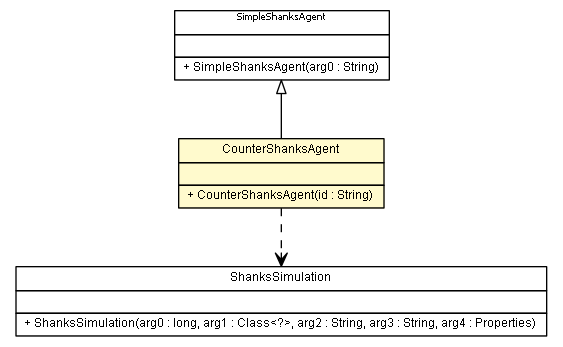 SimpleShanksAgent
+ SimpleShanksAgent(arg0 : String)
CounterShanksAgent
+ CounterShanksAgent(id : String)
ShanksSimulation
+ ShanksSimulation(arg0 : long, arg1 : Class<?>, arg2 : String, arg3 : String, arg4 : Properties)